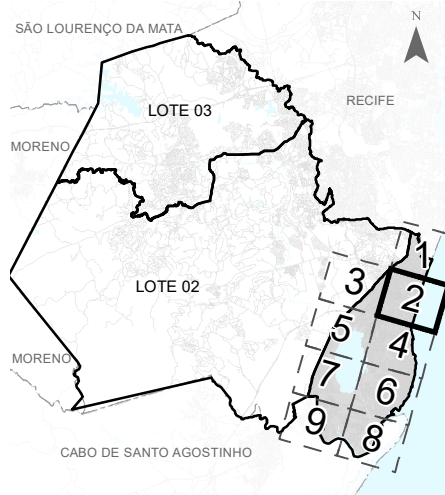 N
SÃO LOURENÇO DA MATA
RECIFE
LOTE 03
MORENO
LOTE 02
1
2
3
4
5
6
7
8
9
MORENO
CABO DE SANTO AGOSTINHO